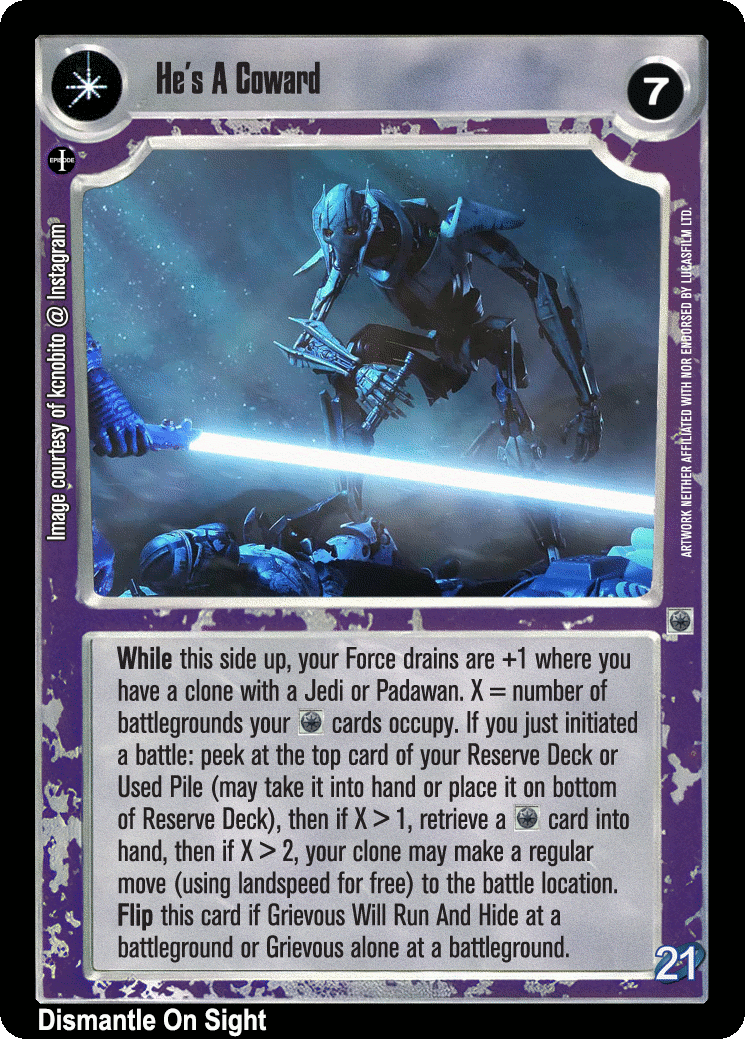 He's A Coward
7
EPISODE
I
Image courtesy of kcnobito @ Instagram
ARTWORK NEITHER AFFILIATED WITH NOR ENDORSED BY LUCASFILM LTD.
While this side up, your Force drains are +1 where you
have a clone with a Jedi or Padawan. X = number of
battlegrounds your cards occupy. If you just initiated
a battle: peek at the top card of your Reserve Deck or
Used Pile (may take it into hand or place it on bottom
of Reserve Deck), then if X > 1, retrieve a card into
hand, then if X > 2, your clone may make a regular
move (using landspeed for free) to the battle location.
Flip this card if Grievous Will Run And Hide at a
battleground or Grievous alone at a battleground.
21
Dismantle On Sight